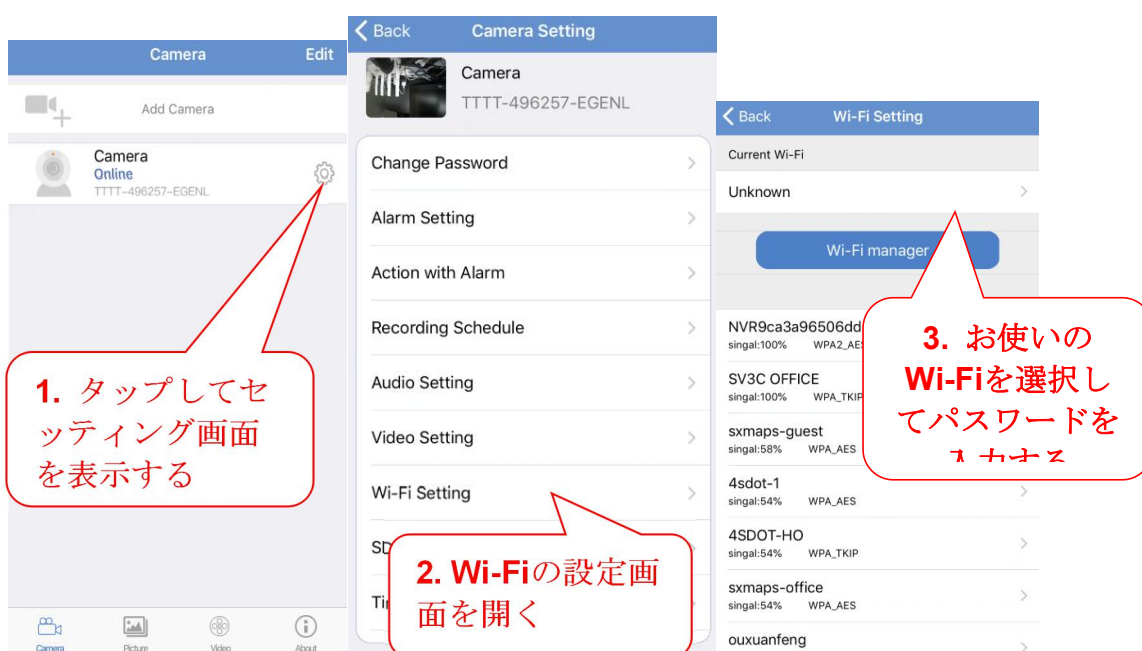 Camera
Edit
Add Camera
Camera
Online
TTTT-496257-EGENL
1. タップしてセ
ッティング画面
を表示する
Camera
Picture
Video
About
Back
Camera Setting
Camera
TTTT-496257-EGENL
Change Password
Alarm Setting
Action with Alarm
Recording Schedule
Audio Setting
Video Setting
Wi-Fi Setting
2. Wi-Fiの設定画
面を開く
Back
Wi-Fi Setting
Current Wi-Fi
Unknown
Wi-Fi manager
NVR9ca3a96506dd
singal:100% WPA2_AES
SV3C OFFICE
singal:100% WPA_TKIP
sxmaps-guest
singal:58% WPA_AES
4sdot-1
singal:54% WPA_AES
4SDOT-HO
singal:54% WPA_TKIP
sxmaps-office
singal:54% WPA_AES
ouxuanfeng
3. お使いの
Wi-Fiを選択し
てパスワードを
入力する